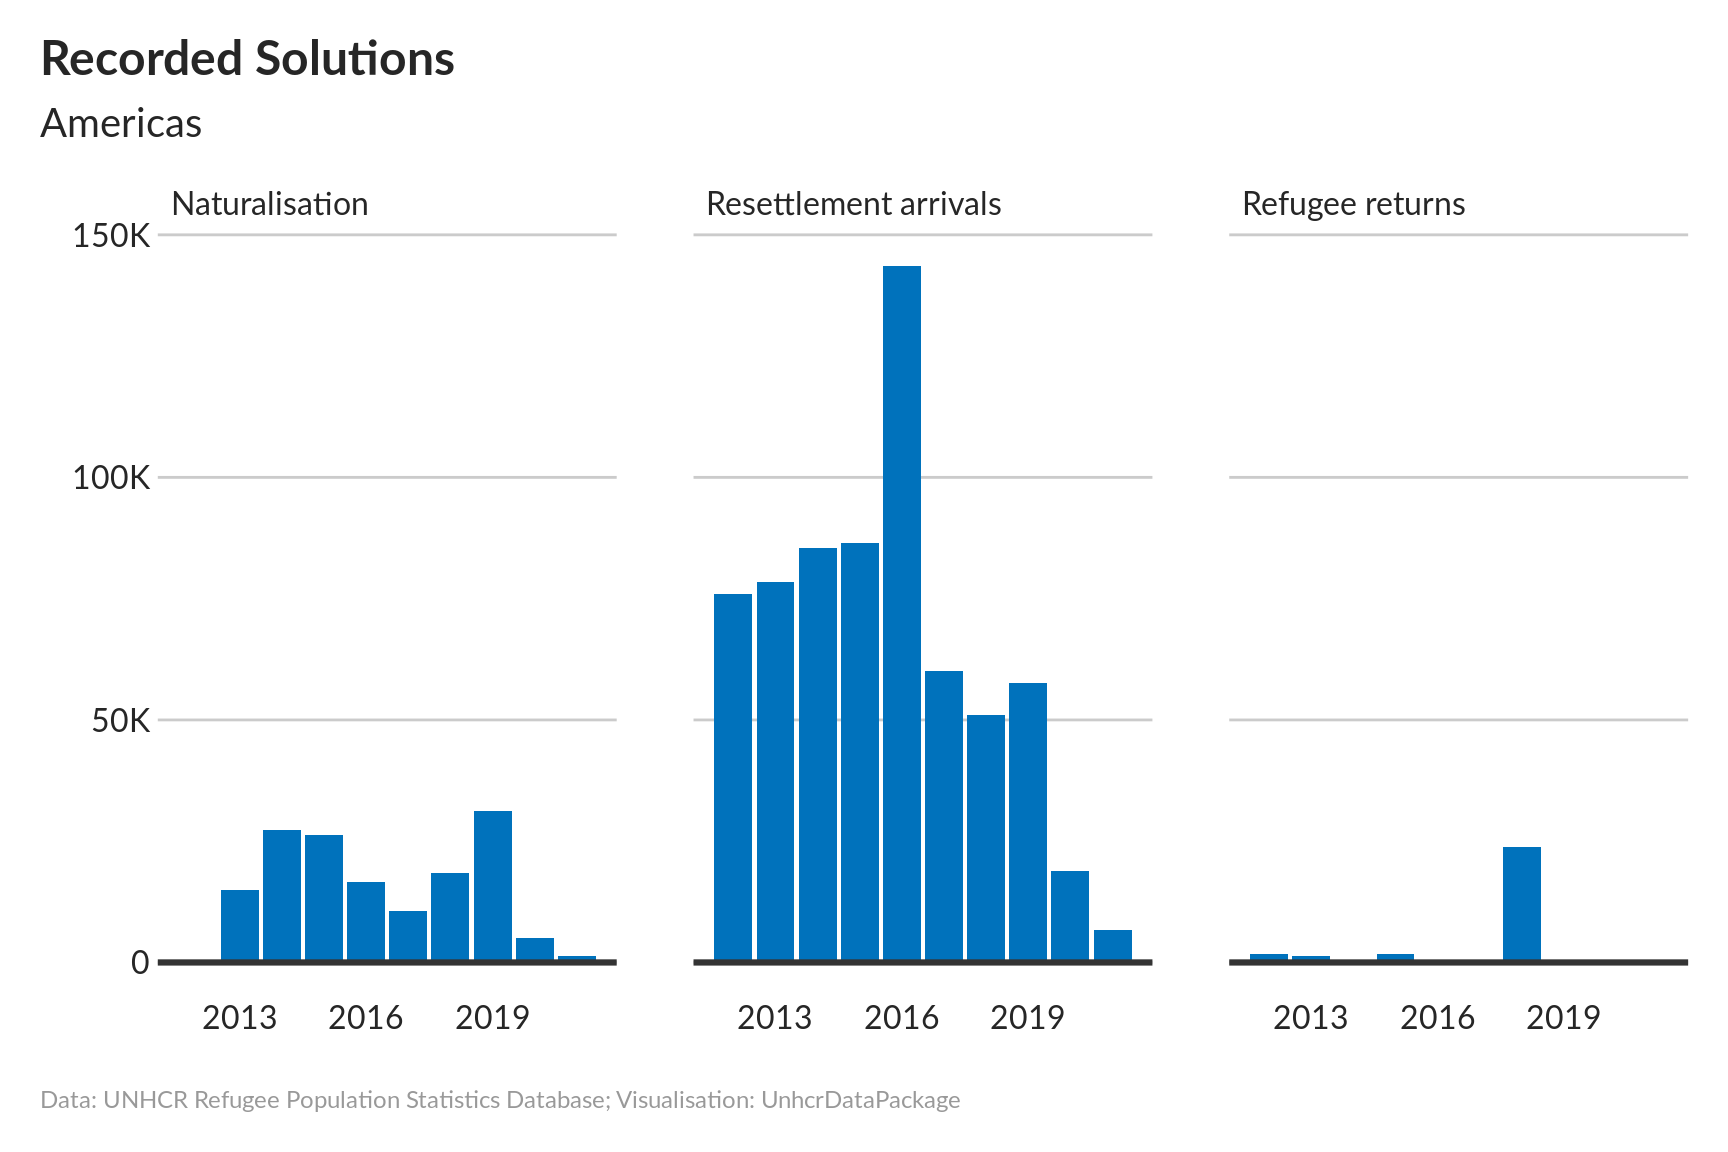 Recorded Solutions
Americas
Naturalisation
Resettlement arrivals
Refugee returns
150K
100K
50K
0
2013 2016 2019
2013 2016 2019
2013 2016 2019
Data: UNHCR Refugee Population Statistics Database; Visualisation: UnhcrDataPackage